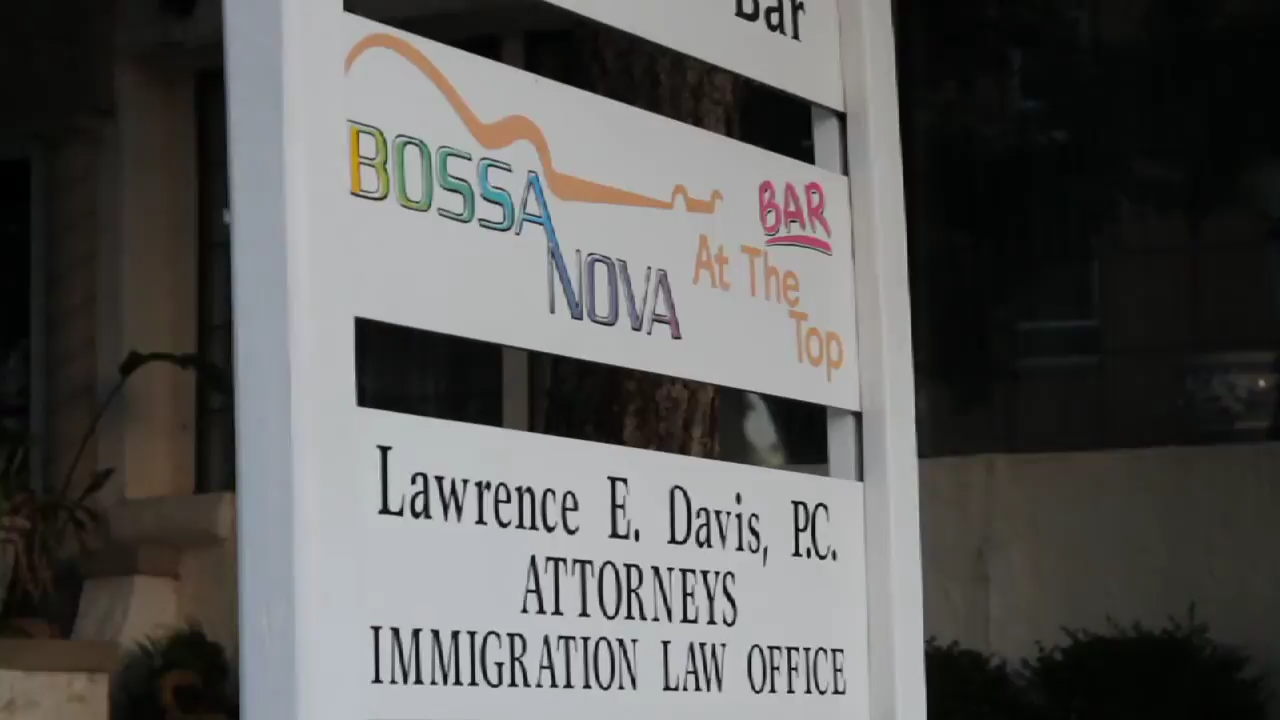 Bar
BOSSA
NOVA
BAR
At The
Top
Lawrence E. Davis, P.C.
ATTORNEYS
IMMIGRATION LAW OFFICE